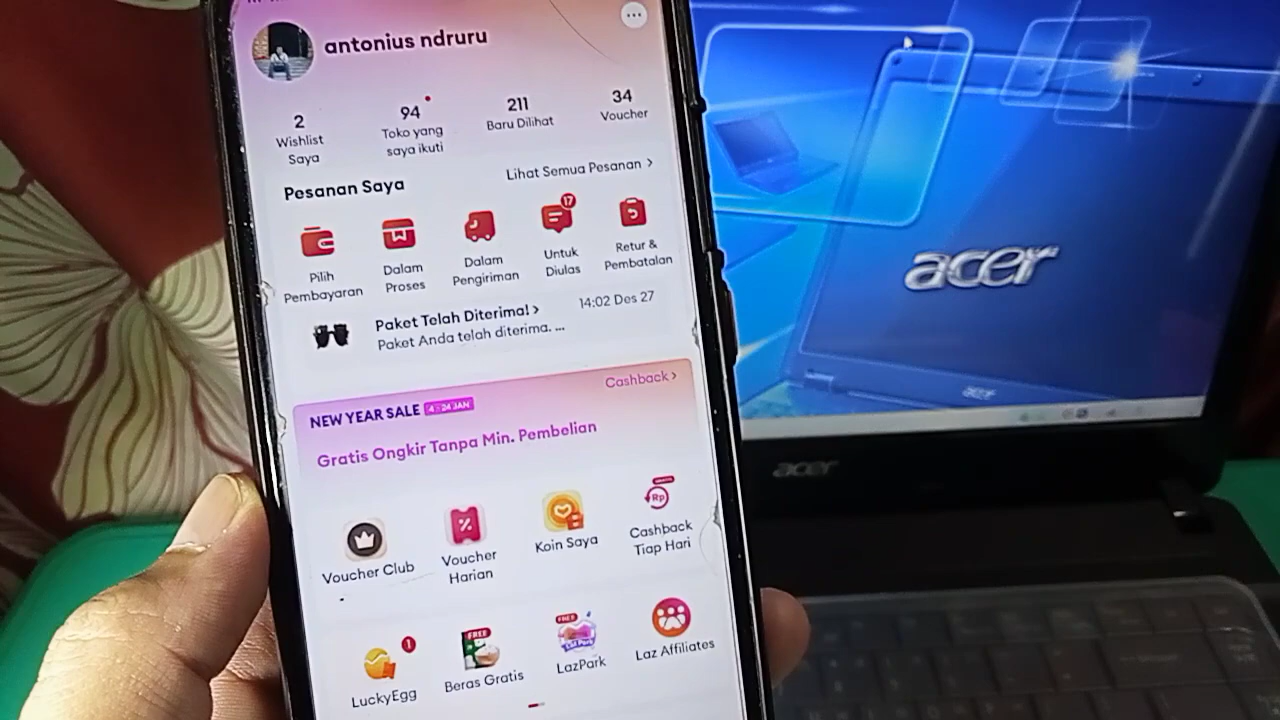 antonius ndruru
2
Wishlist
Saya
94
Toko yang
saya ikuti
211
Baru Dilihat
34
Voucher
Pesanan Saya
Lihat Semua Pesanan >
17
Pilih
Pembayaran
Dalam
Proses
Dalam
Pengiriman
Untuk
Diulas
Retur &
Pembatalan
Paket Telah Diterima! >
14:02 Des 27
Paket Anda telah diterima. ...
Cashback >
NEW YEAR SALE 4 - 24 JAN
Gratis Ongkir Tanpa Min. Pembelian
Rp
Voucher Club
Voucher
Harian
Koin Saya
Cashback
Tiap Hari
1
FREE
FREE
LuckyEgg
Beras Gratis
LazPark
Laz Affiliates
acer
acer
acer